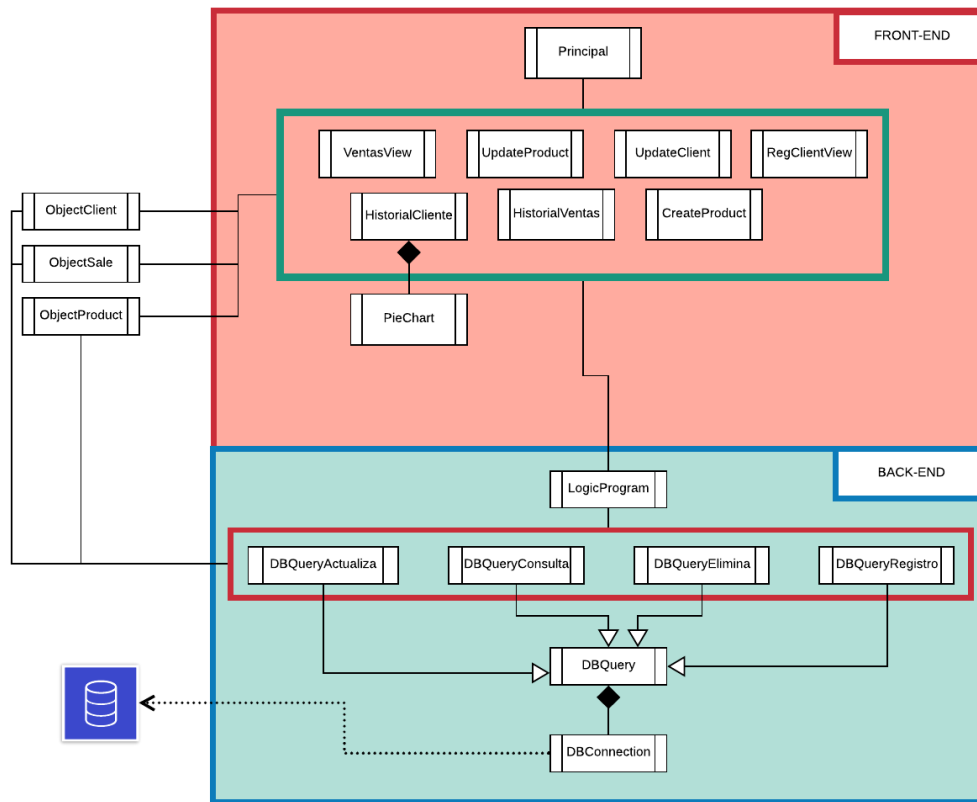 FRONT-END
Principal
VentasView
UpdateProduct
UpdateClient
RegClientView
ObjectClient
HistorialCliente
HistorialVentas
CreateProduct
ObjectSale
ObjectProduct
PieChart
BACK-END
LogicProgram
DBQueryActualiza
DBQueryConsulta
DBQueryElimina
DBQueryRegistro
DBQuery
DBConnection